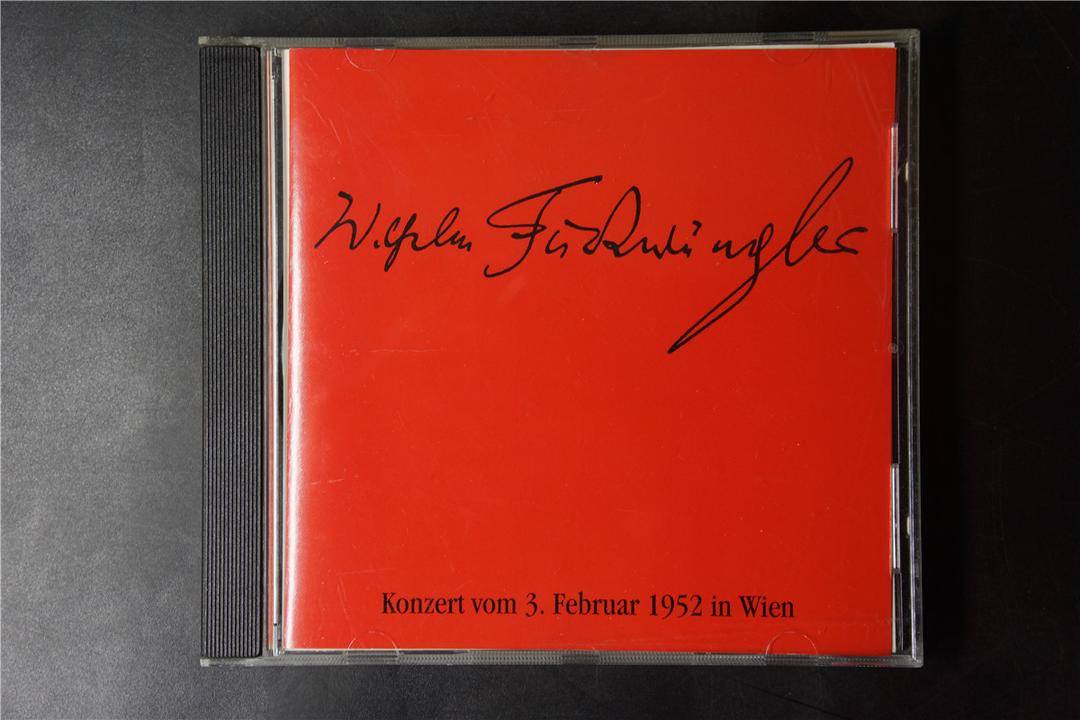 Wilhelm Furtwängler
Konzert vom 3. Februar 1952 in Wien